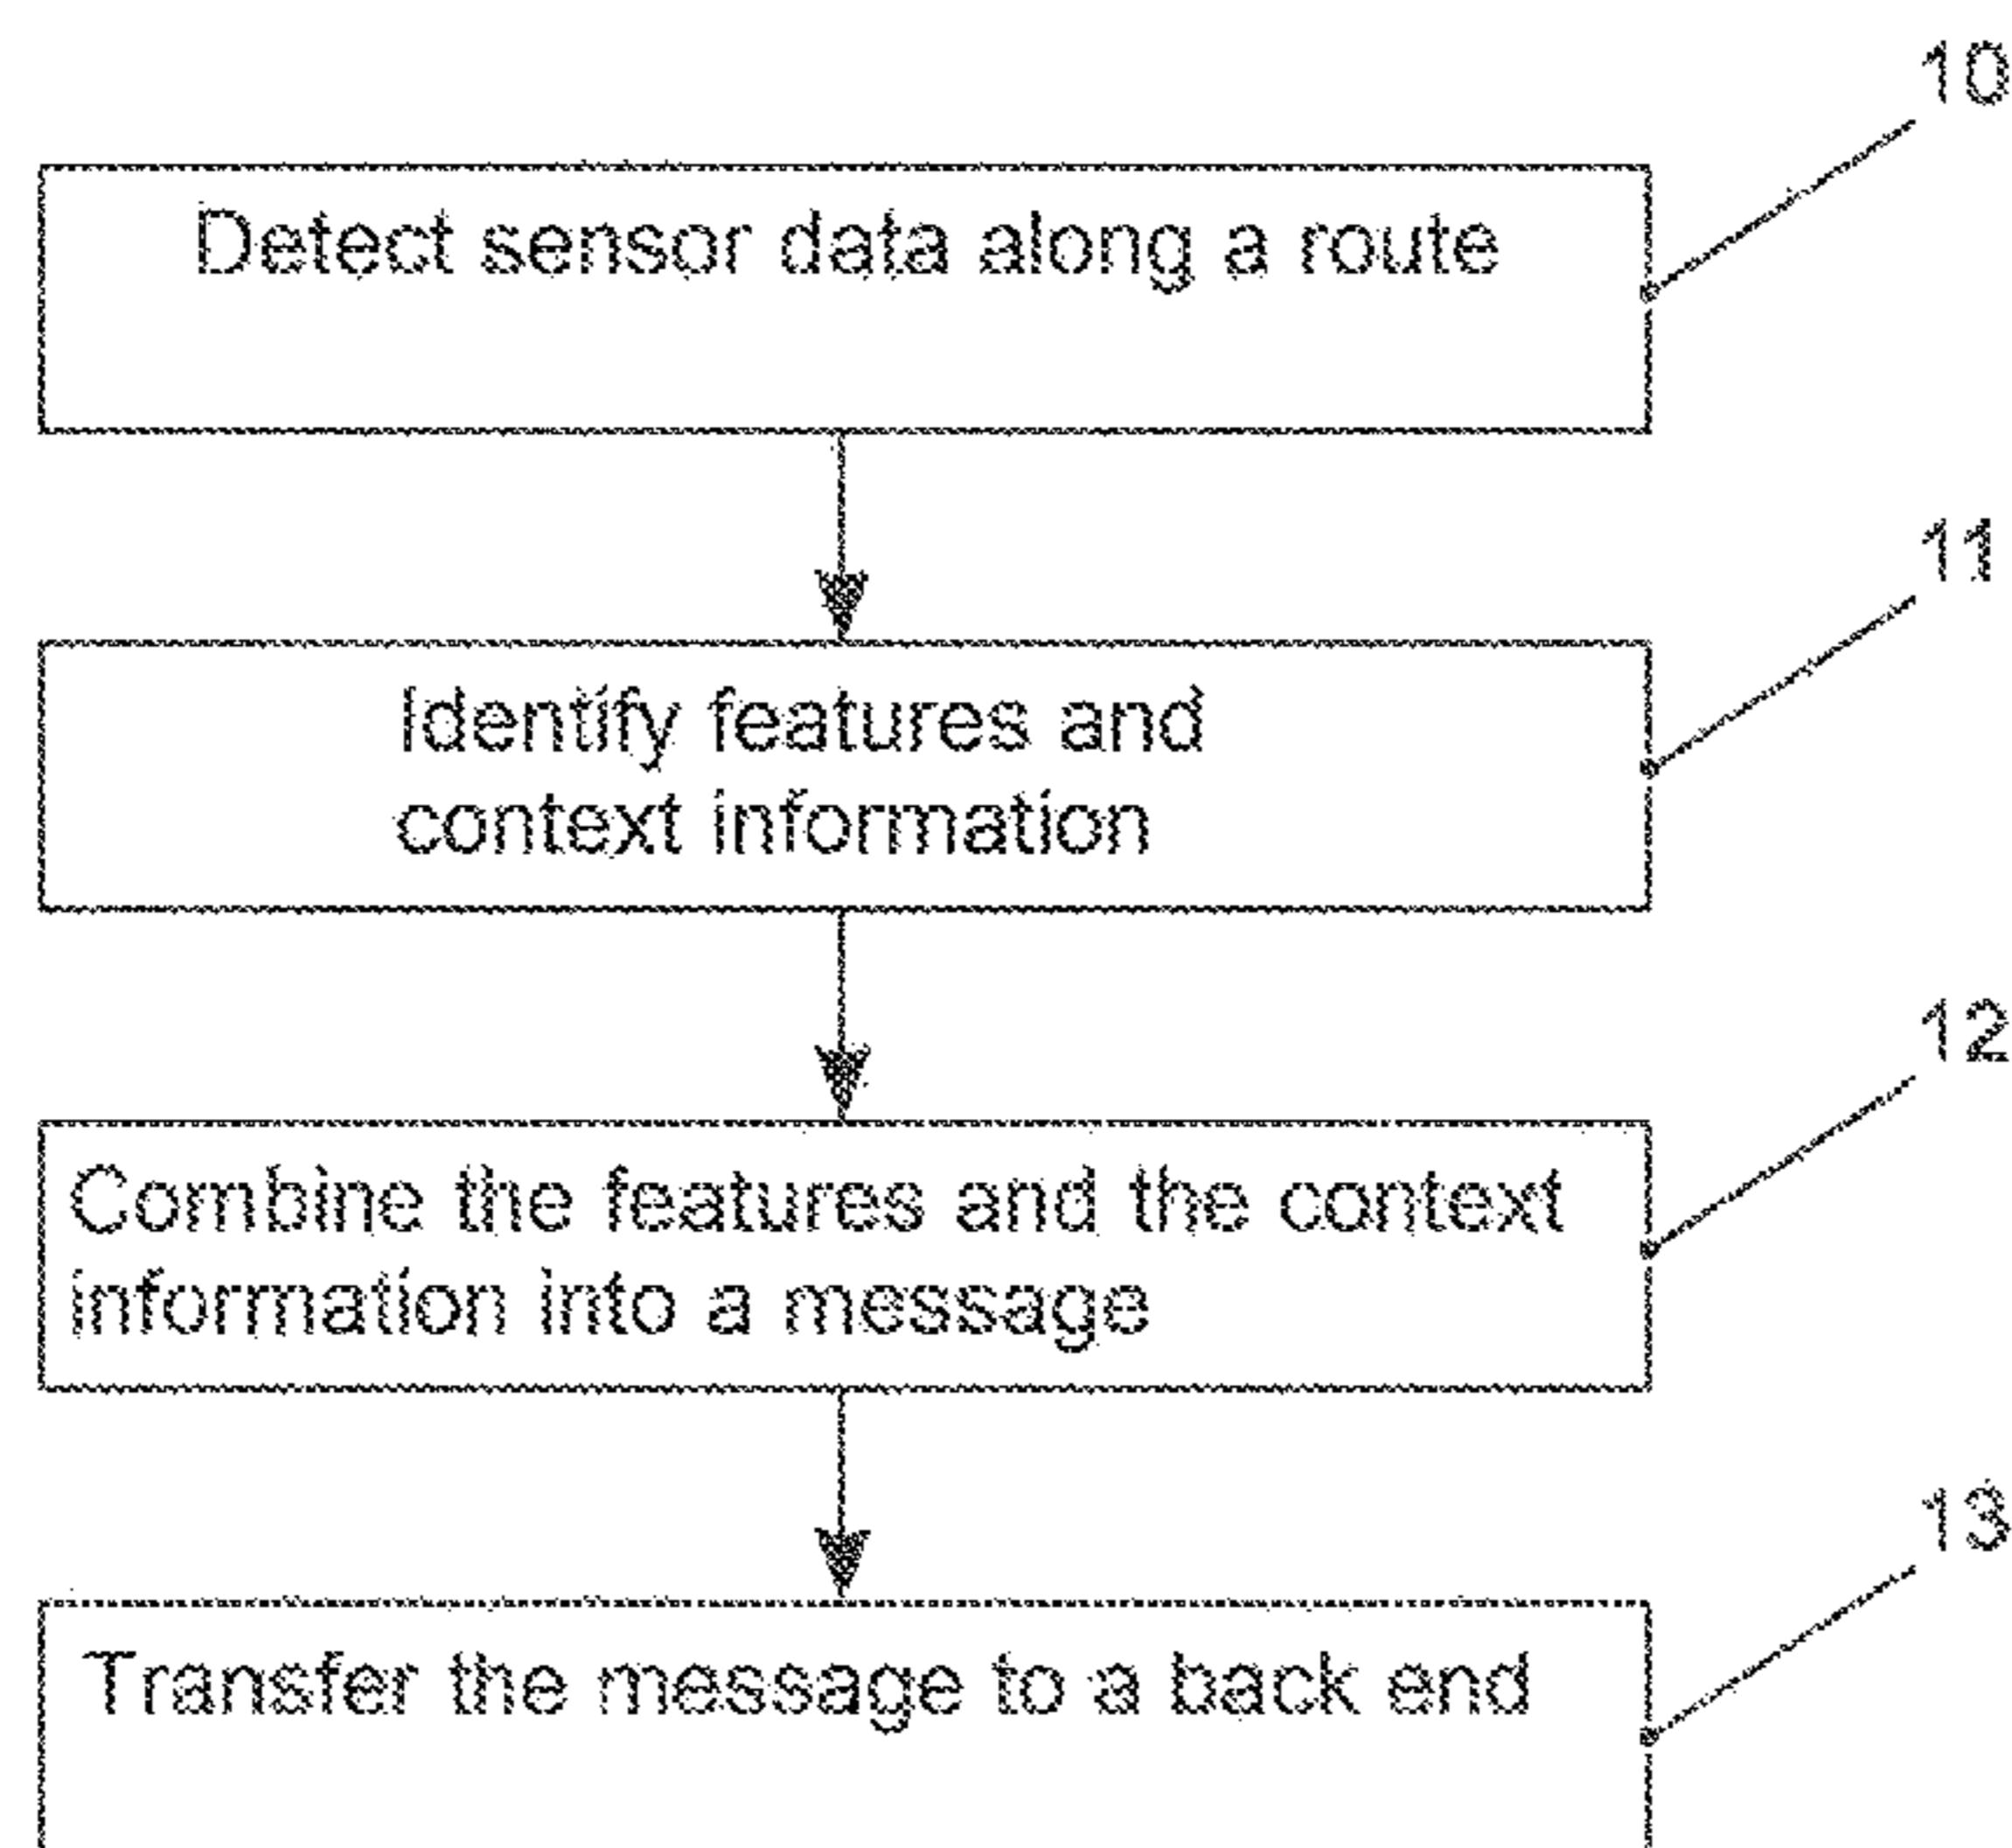 10
Detect sensor data along a route
11
Identify features and
context information
12
Combine the features and the context
information into a message
13
Transfer the message to a back end